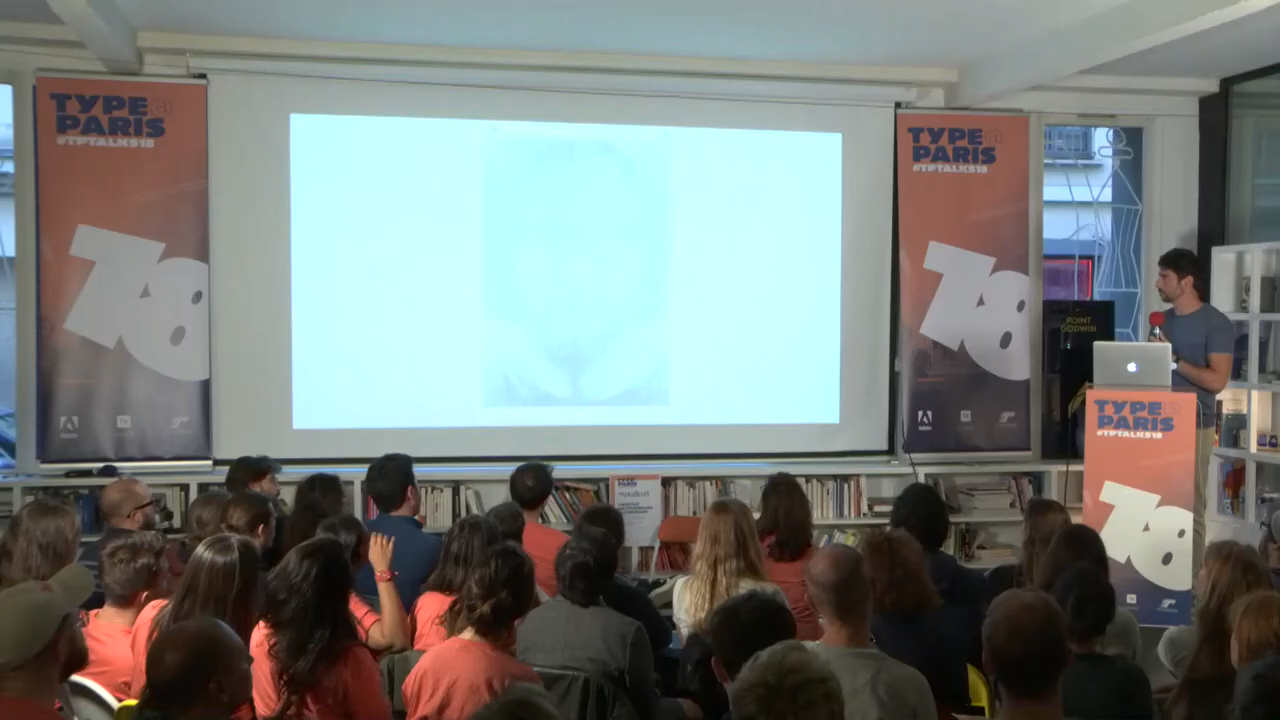 TYPE@
PARIS
#TPTALKS18
18
TYPE@
PARIS
#TPTALKS18
18
POINT
GODWIN
TYPE@
PARIS
#TPTALKS18
18